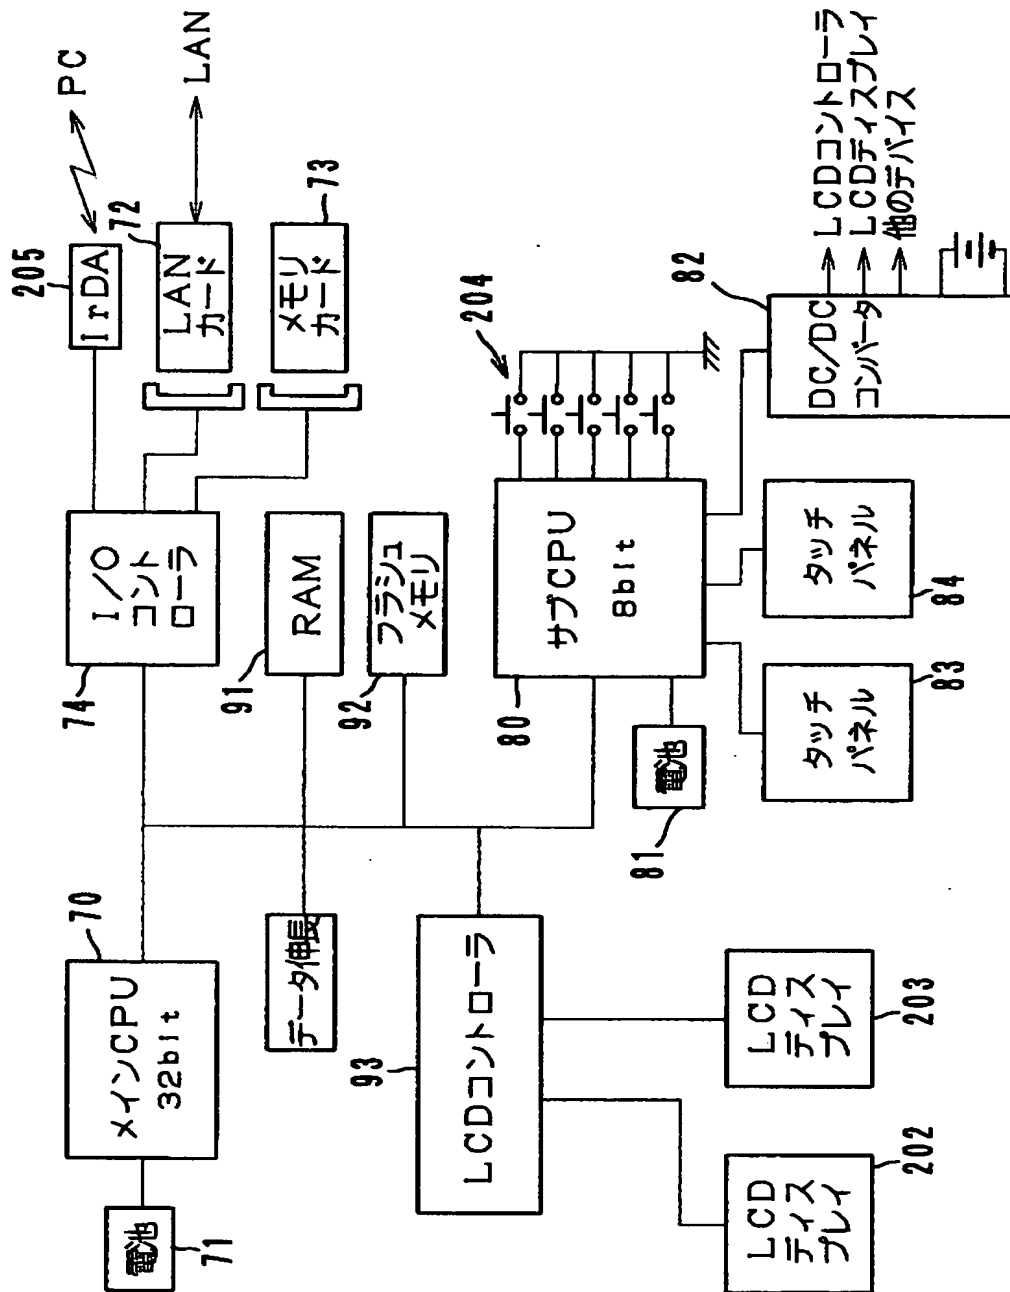 電池
71
メインCPU
32bit
70
I/O
コント
ローラ
74
IrDA
205
PC
LAN
カード
72
LAN
メモリ
カード
73
データ伸長
RAM
91
フラッシュ
メモリ
92
LCDコントローラ
93
サブCPU
8bit
80
204
電池
81
LCD
ディス
プレイ
202
LCD
ディス
プレイ
203
タッチ
パネル
83
タッチ
パネル
84
DC/DC
コンバータ
82
LCDコントローラ
LCDディスプレイ
他のデバイス